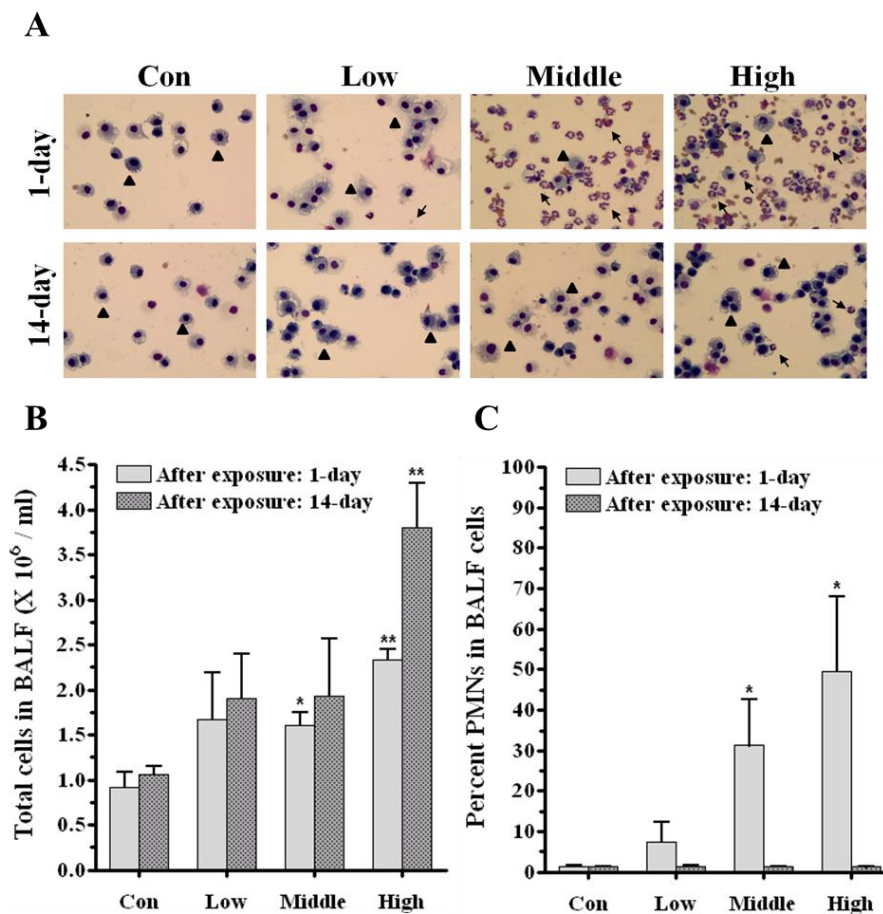 A
Con Low Middle High
1-day
14-day
B
Total cells in BALF (X 10⁶ / ml)
4.5
4.0
3.5
3.0
2.5
2.0
1.5
1.0
0.5
0.0
After exposure: 1-day
After exposure: 14-day
*
**
**
Con Low Middle High
C
Percent PMNs in BALF cells
100
90
80
70
60
50
40
30
20
10
0
After exposure: 1-day
After exposure: 14-day
*
*
Con Low Middle High